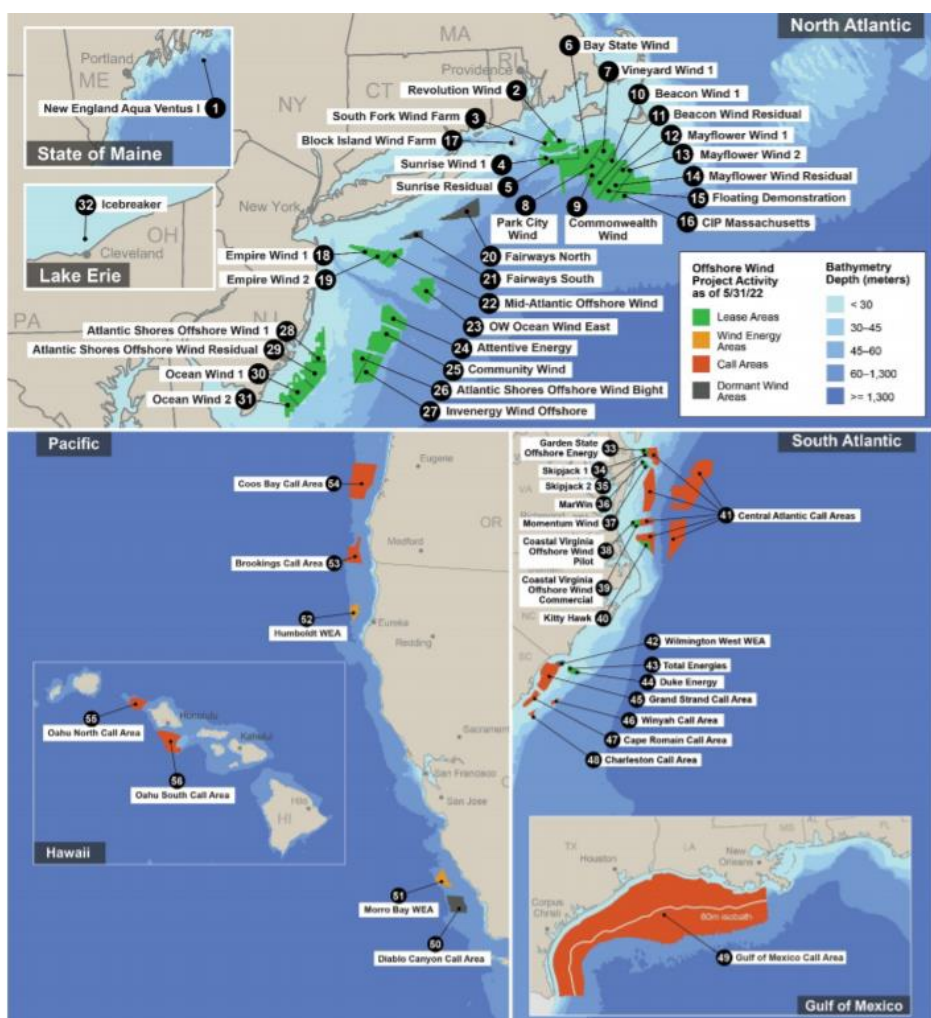 North Atlantic
MA
Portland
ME
New England Aqua Ventus I
1
State of Maine
6
Bay State Wind
Providence
RI
7
Vineyard Wind 1
Revolution Wind
2
10
Beacon Wind 1
NY
CT
South Fork Wind Farm
3
11
Beacon Wind Residual
Block Island Wind Farm
17
12
Mayflower Wind 1
Sunrise Wind 1
4
13
Mayflower Wind 2
Sunrise Residual
5
14
Mayflower Wind Residual
15
Floating Demonstration
8
Park City
Wind
9
Commonwealth
Wind
16
CIP Massachusetts
32
Icebreaker
OH
Cleveland
Lake Erie
New York
Empire Wind 1
18
20
Fairways North
Empire Wind 2
19
21
Fairways South
22
Mid-Atlantic Offshore Wind
PA
NJ
23
OW Ocean Wind East
Atlantic Shores Offshore Wind 1
28
24
Attentive Energy
Atlantic Shores Offshore Wind Residual
29
25
Community Wind
Ocean Wind 1
30
26
Atlantic Shores Offshore Wind Bight
Ocean Wind 2
31
27
Invenergy Wind Offshore
Offshore Wind
Project Activity
as of 5/31/22
Lease Areas
Wind Energy
Areas
Call Areas
Dormant Wind
Areas
Bathymetry
Depth (meters)
< 30
30–45
45–60
60–1,300
>= 1,300
Pacific
Eugene
Coos Bay Call Area
54
OR
Medford
Brookings Call Area
53
52
Humboldt WEA
Eureka
Redding
Sacramento
San Francisco
San Jose
51
Morro Bay WEA
50
Diablo Canyon Call Area
55
Oahu North Call Area
Honolulu
Kahului
56
Oahu South Call Area
Hilo
HI
Hawaii
South Atlantic
Garden State
Offshore Energy
33
Skipjack 1
34
Skipjack 2
35
VA
MarWin
36
Momentum Wind
37
41
Central Atlantic Call Areas
Coastal Virginia
Offshore Wind
Pilot
38
Coastal Virginia
Offshore Wind
Commercial
39
Kitty Hawk
40
NC
42
Wilmington West WEA
SC
43
Total Energies
44
Duke Energy
45
Grand Strand Call Area
46
Winyah Call Area
47
Cape Romain Call Area
48
Charleston Call Area
TX
LA
MS
AL
FL
Houston
New
Orleans
Corpus
Christi
60m isobath
49
Gulf of Mexico Call Area
Gulf of Mexico